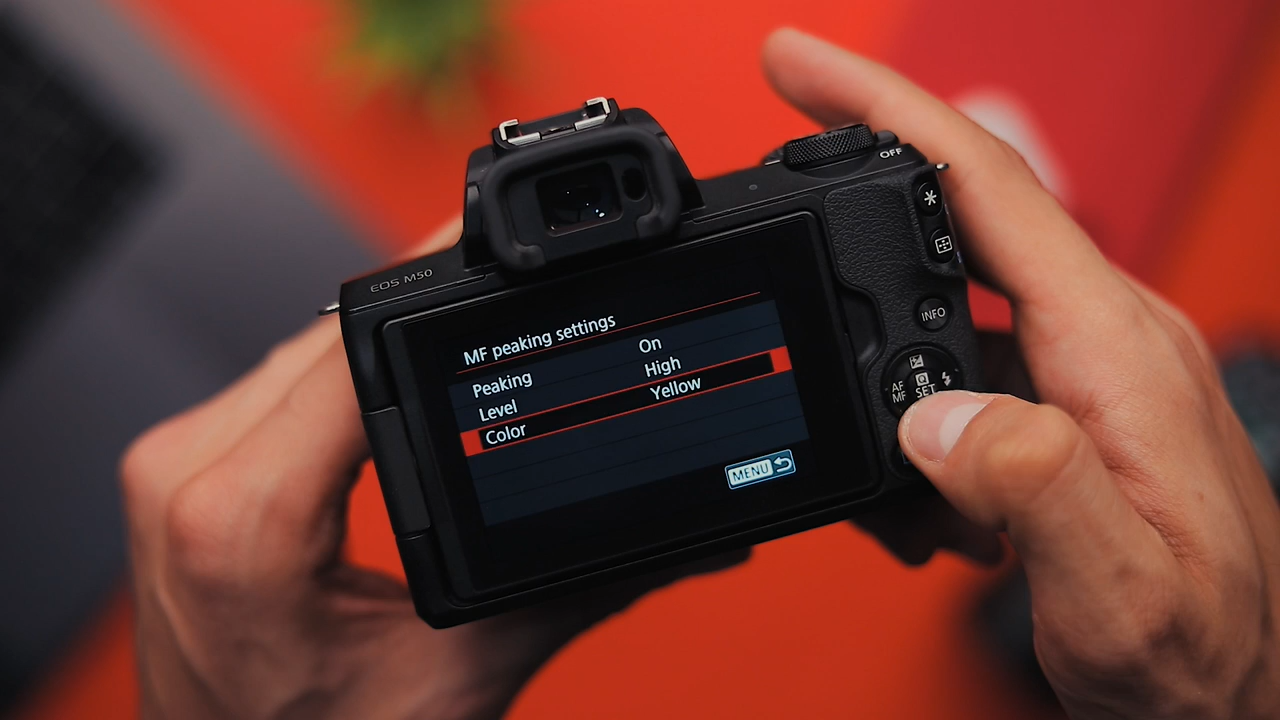 OFF
EOS M50
MF peaking settings
Peaking On
Level High
Color Yellow
MENU
INFO
AF
MF
Q
SET